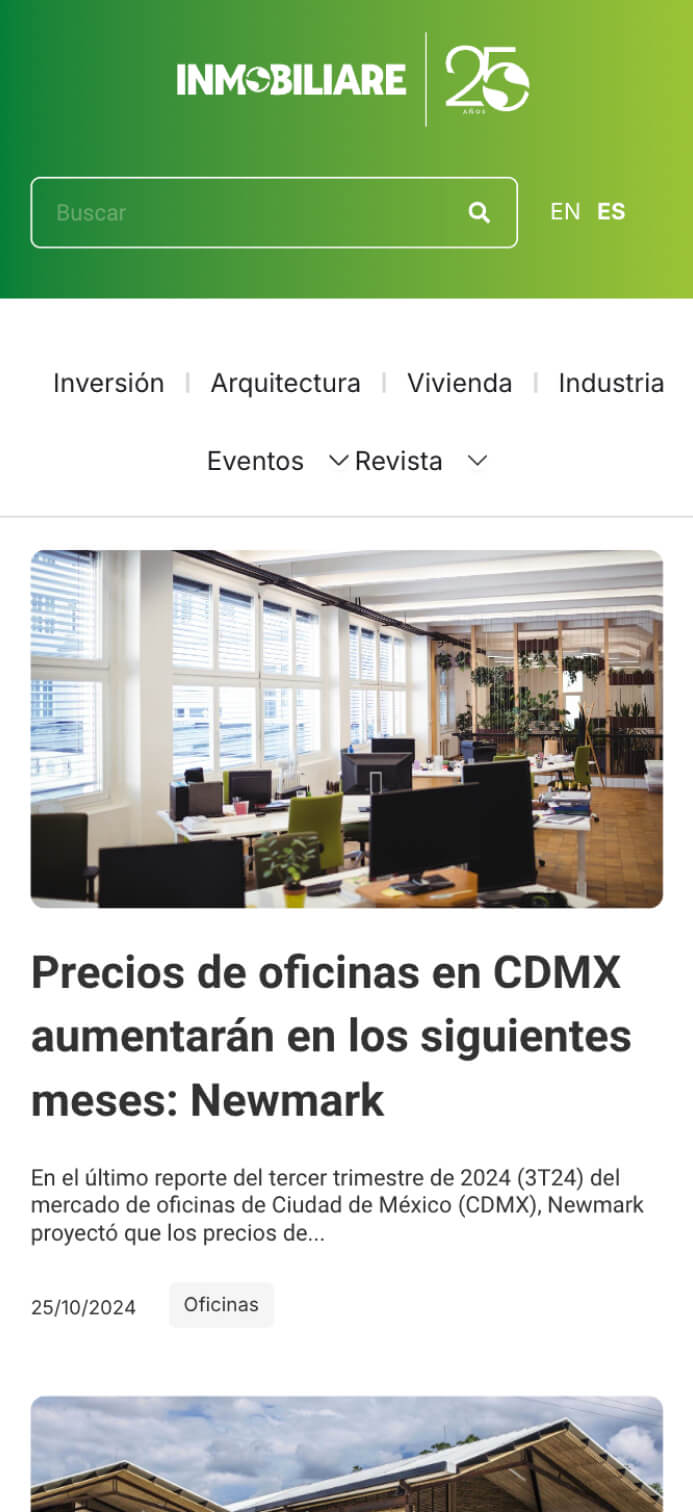 INMOBILIARE 25
AÑOS
Buscar EN ES
Inversión | Arquitectura | Vivienda | Industria
Eventos Revista
Precios de oficinas en CDMX
aumentarán en los siguientes
meses: Newmark
En el último reporte del tercer trimestre de 2024 (3T24) del
mercado de oficinas de Ciudad de México (CDMX), Newmark
proyectó que los precios de...
25/10/2024 Oficinas